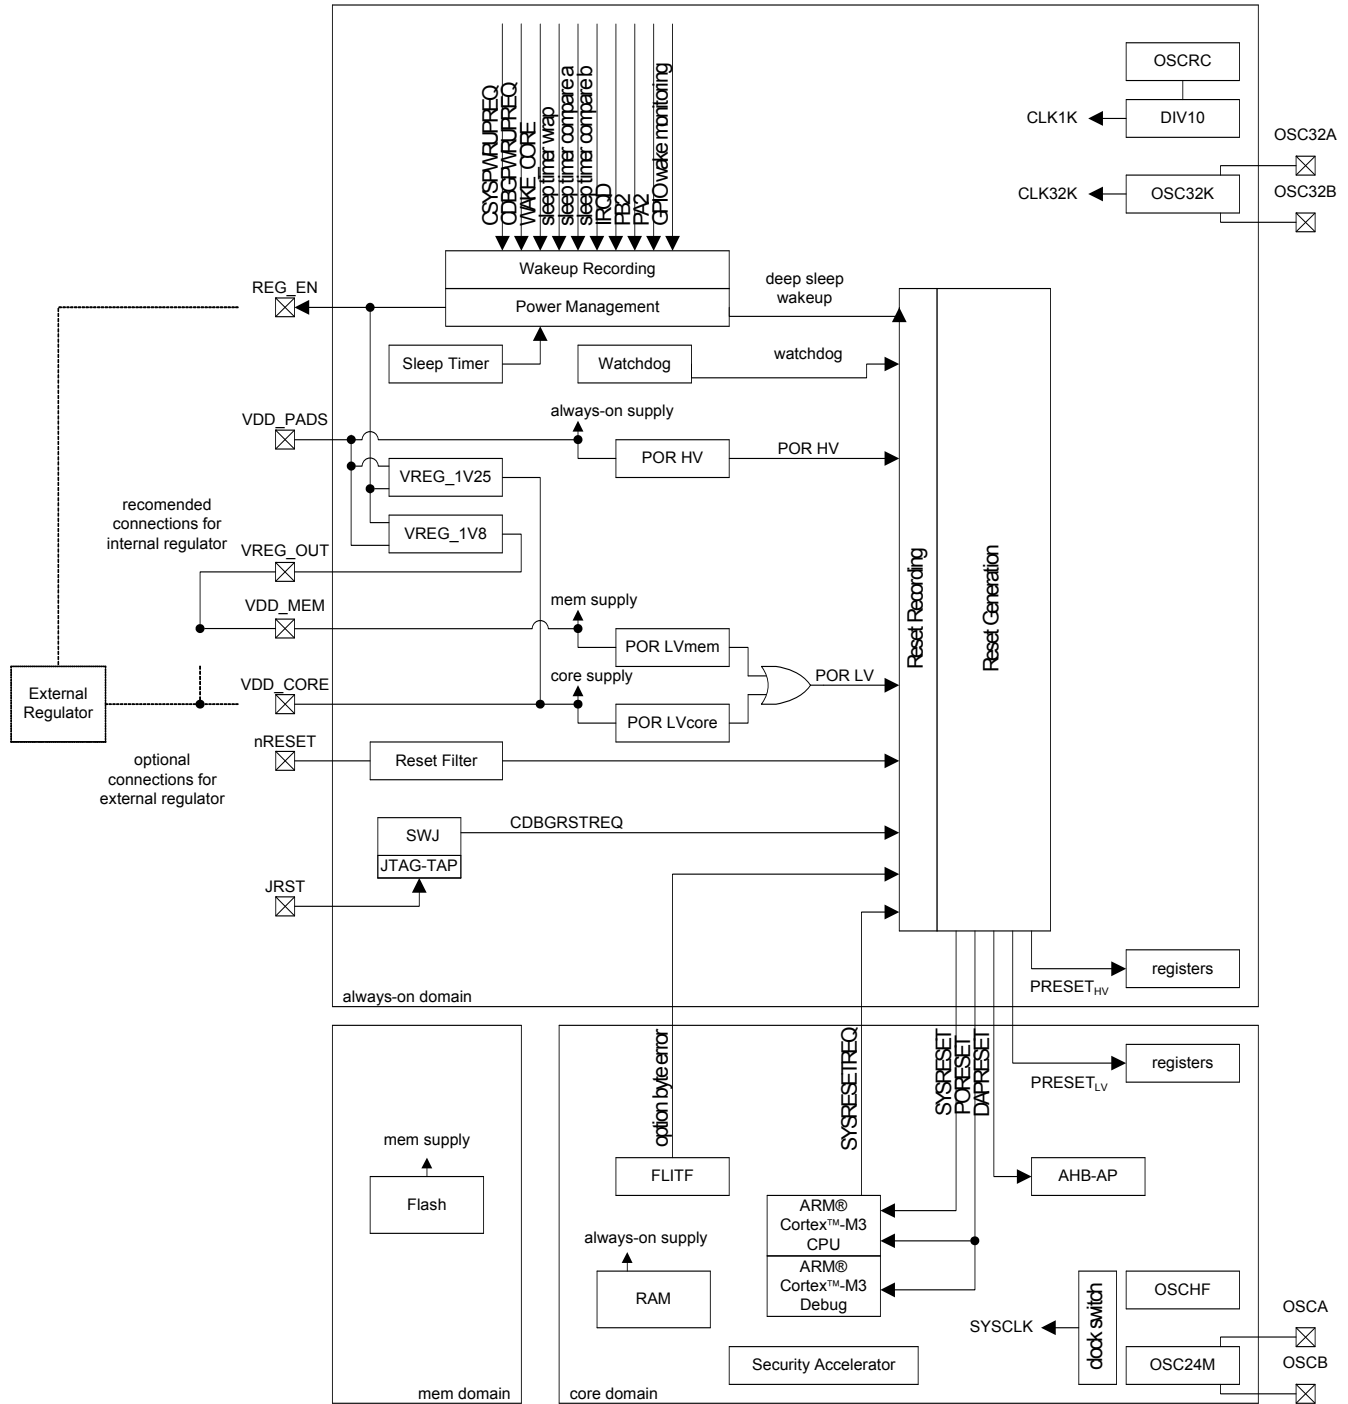 OSCRC
CLK1K
DIV10
OSC32A
CLK32K
OSC32K
OSC32B
CSYSPWRUPREQ
CDBGPWRUPREQ
WAKE_CORE
sleep timer wrap
sleep timer compare a
sleep timer compare b
IRQD
PB2
PA2
GPIO wake monitoring
Wakeup Recording
Power Management
REG_EN
deep sleep
wakeup
Sleep Timer
Watchdog
watchdog
VDD_PADS
always-on supply
POR HV
POR HV
VREG_1V25
VREG_1V8
recomended
connections for
internal regulator
VREG_OUT
VDD_MEM
mem supply
POR LVmem
POR LV
Reset Recording
Reset Generation
External
Regulator
VDD_CORE
core supply
POR LVcore
nRESET
Reset Filter
optional
connections for
external regulator
SWJ
JTAG-TAP
CDBGRSTREQ
JRST
registers
PRESETHV
always-on domain
option byte error
SYSRESETREQ
SYSRESET
PORESET
DAPRESET
registers
PRESETLV
mem supply
Flash
FLITF
AHB-AP
ARM®
Cortex™-M3
CPU
ARM®
Cortex™-M3
Debug
always-on supply
RAM
OSCHF
SYSCLK
clock switch
OSCA
OSC24M
OSCB
Security Accelerator
mem domain
core domain